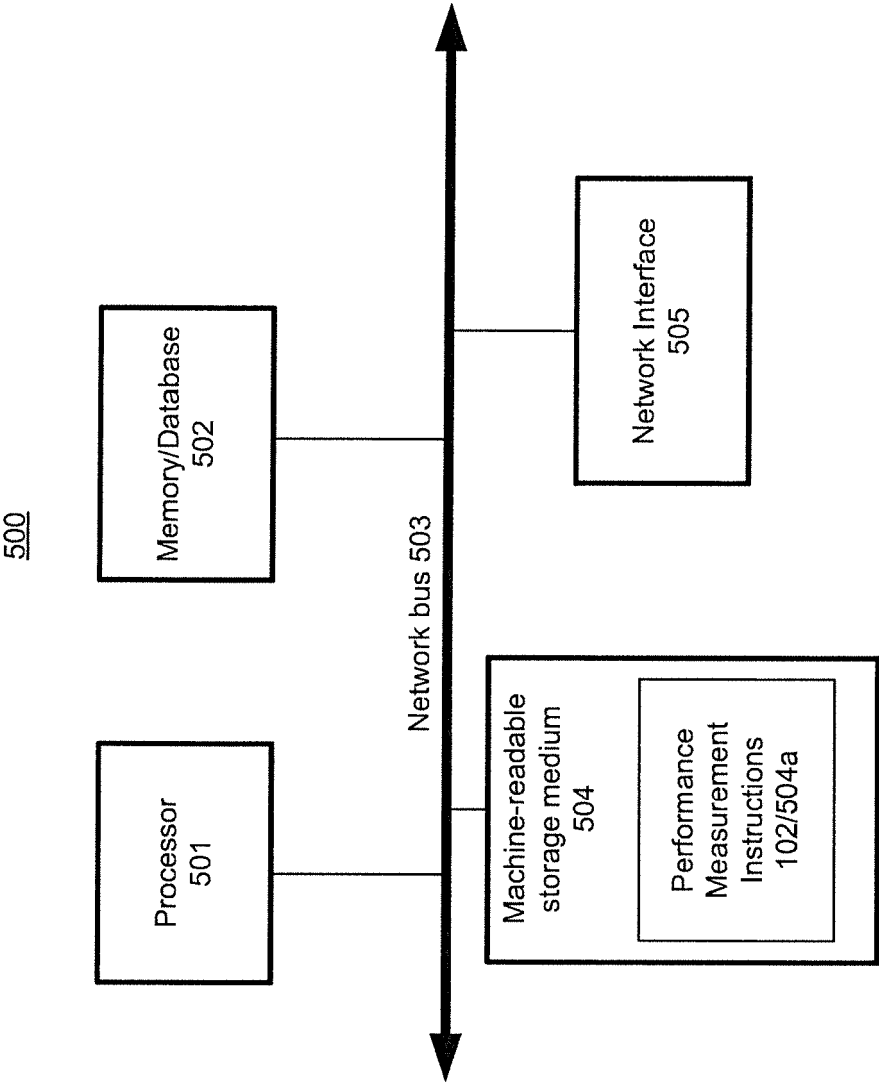 500
Processor
501
Memory/Database
502
Network bus 503
Machine-readable
storage medium
504
Performance
Measurement
Instructions
102/504a
Network Interface
505